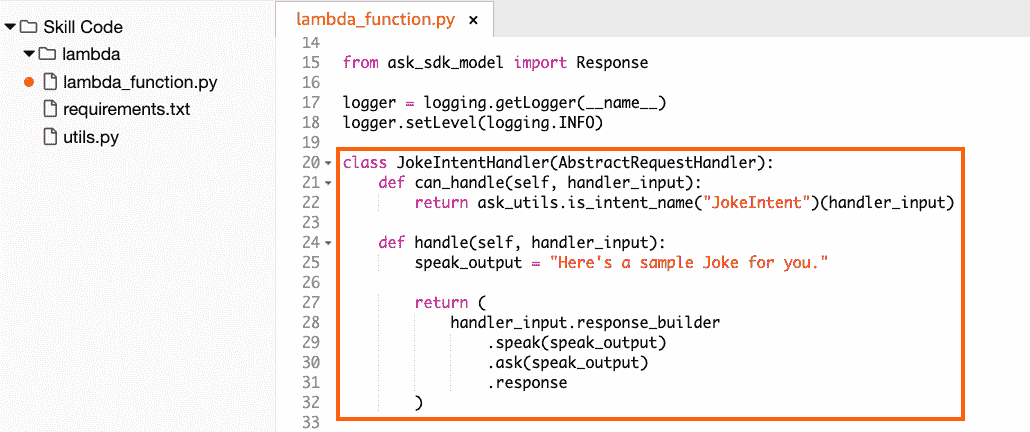 Skill Code
lambda
lambda_function.py
requirements.txt
utils.py
lambda_function.py ×
14
15 from ask_sdk_model import Response
16
17 logger = logging.getLogger(__name__)
18 logger.setLevel(logging.INFO)
19
20 class JokeIntentHandler(AbstractRequestHandler):
21     def can_handle(self, handler_input):
22         return ask_utils.is_intent_name("JokeIntent")(handler_input)
23
24     def handle(self, handler_input):
25         speak_output = "Here's a sample Joke for you."
26
27         return (
28             handler_input.response_builder
29                 .speak(speak_output)
30                 .ask(speak_output)
31                 .response
32         )
33